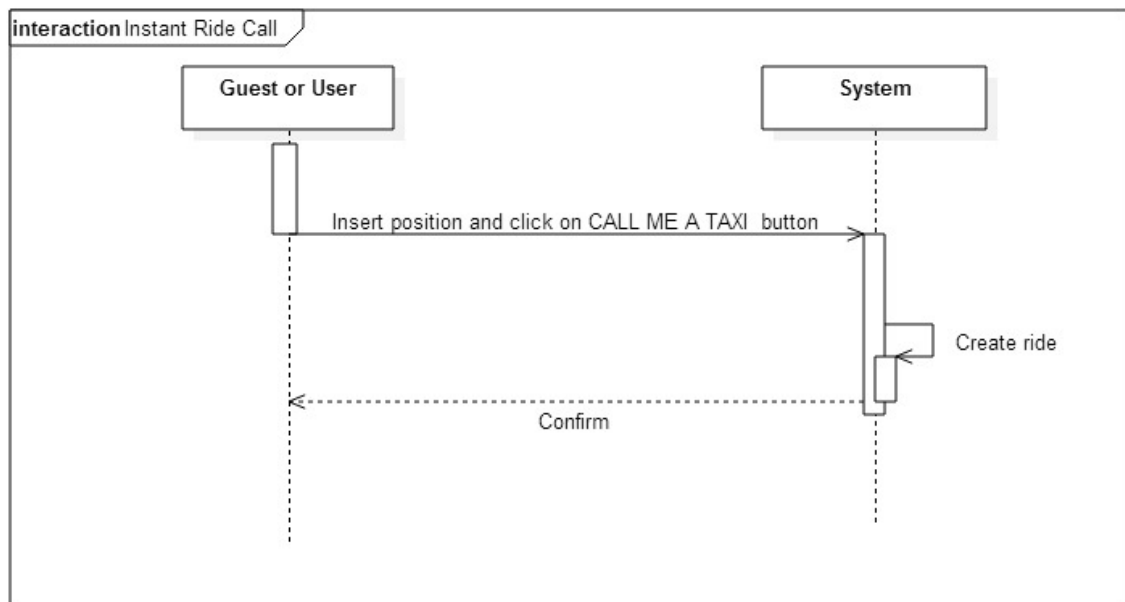 interaction Instant Ride Call
Guest or User
System
Insert position and click on CALL ME A TAXI button
Create ride
Confirm